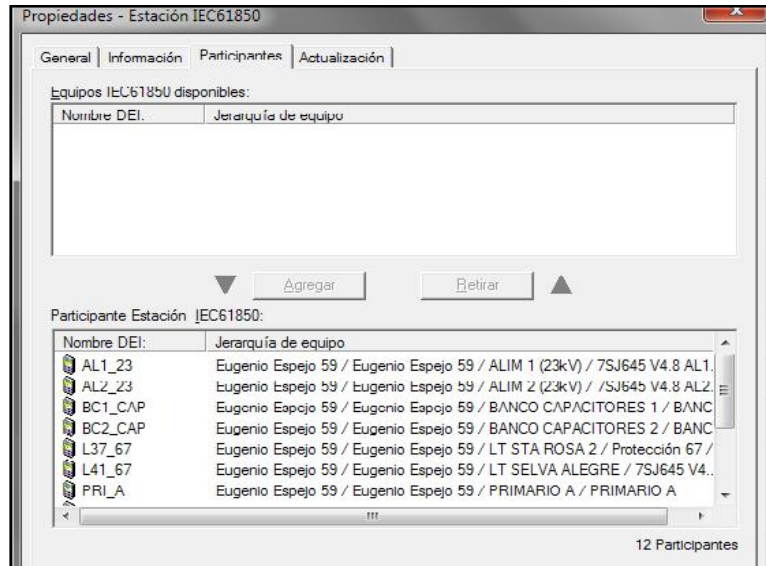 Propiedades - Estación IEC61850
General Información Participantes Actualización
Equipos IEC61850 disponibles:
Nombre DEI: Jerarquía de equipo
Agregar Retirar
Participante Estación IEC61850:
Nombre DEI: Jerarquía de equipo
AL1_23 Eugenio Espejo 59 / Eugenio Espejo 59 / ALIM 1 (23kV) / 7SJ645 V4.8 AL1.
AL2_23 Eugenio Espejo 59 / Eugenio Espejo 59 / ALIM 2 (23kV) / 7SJ645 V4.8 AL2.
BC1_CAP Eugenio Espejo 59 / Eugenio Espejo 59 / BANCO CAPACITORES 1 / BANC
BC2_CAP Eugenio Espejo 59 / Eugenio Espejo 59 / BANCO CAPACITORES 2 / BANC
L37_67 Eugenio Espejo 59 / Eugenio Espejo 59 / LT STA ROSA 2 / Protección 67 /
L41_67 Eugenio Espejo 59 / Eugenio Espejo 59 / LT SELVA ALEGRE / 7SJ645 V4..
PRI_A Eugenio Espejo 59 / Eugenio Espejo 59 / PRIMARIO A / PRIMARIO A
12 Participantes